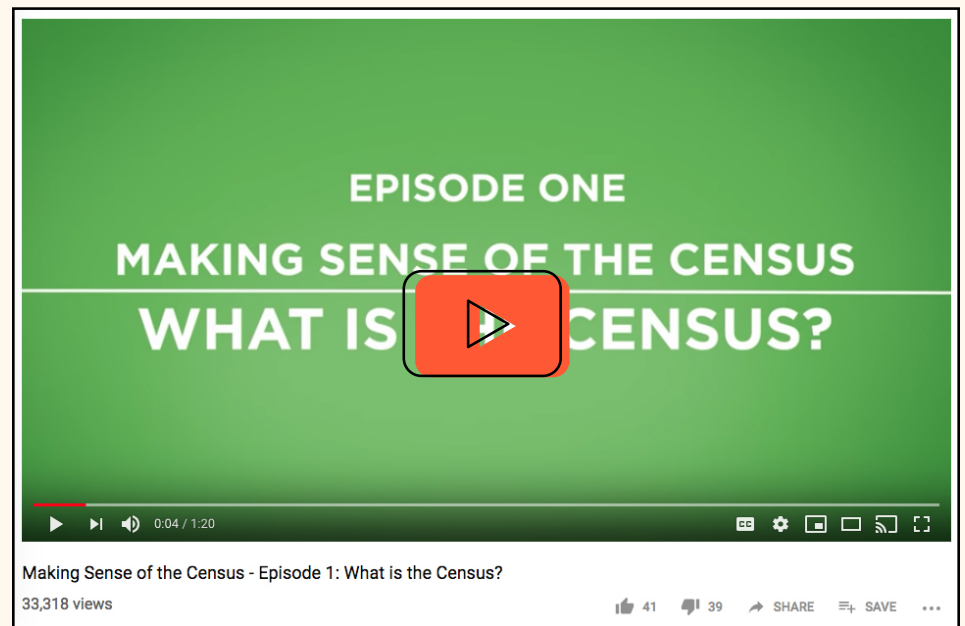 EPISODE ONE
MAKING SENSE OF THE CENSUS
WHAT IS CENSUS?
0:04 / 1:20
CC
Making Sense of the Census - Episode 1: What is the Census?
33,318 views
41 39 SHARE SAVE